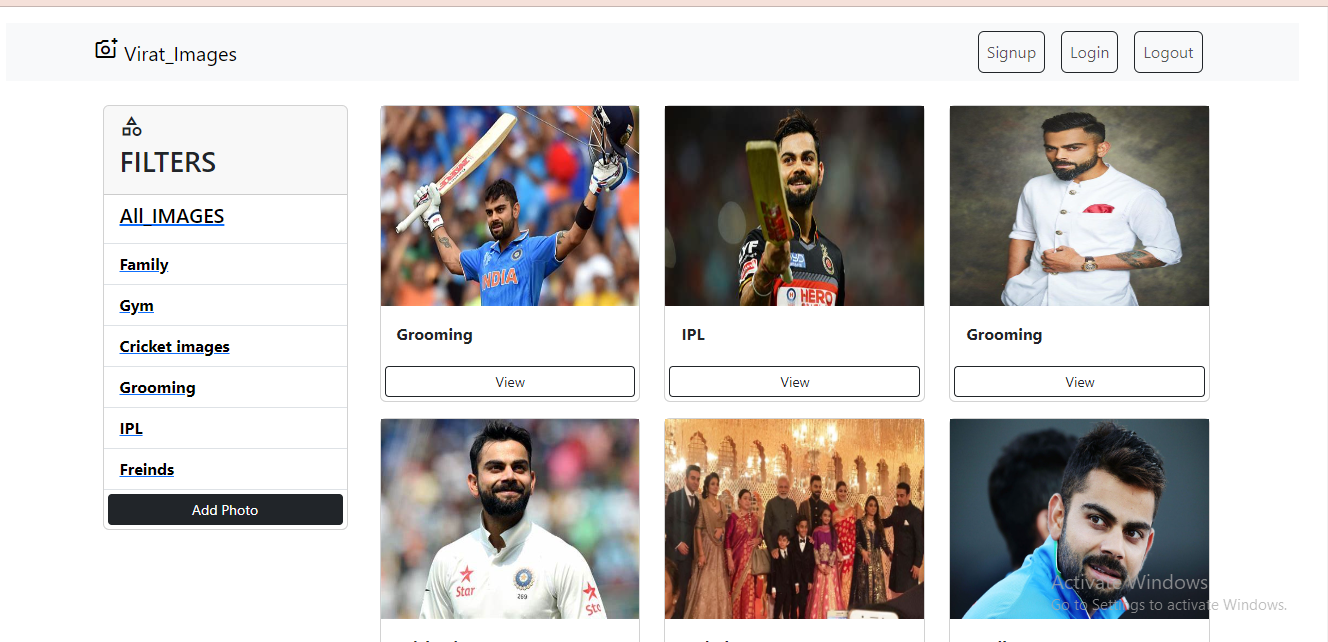 Virat_Images
Signup
Login
Logout
FILTERS
All_IMAGES
Family
Gym
Cricket images
Grooming
IPL
Freinds
Add Photo
INDIA
HERO
Grooming
IPL
Grooming
View
View
View
Star
269
Activate Windows
Go to Settings to activate Windows.